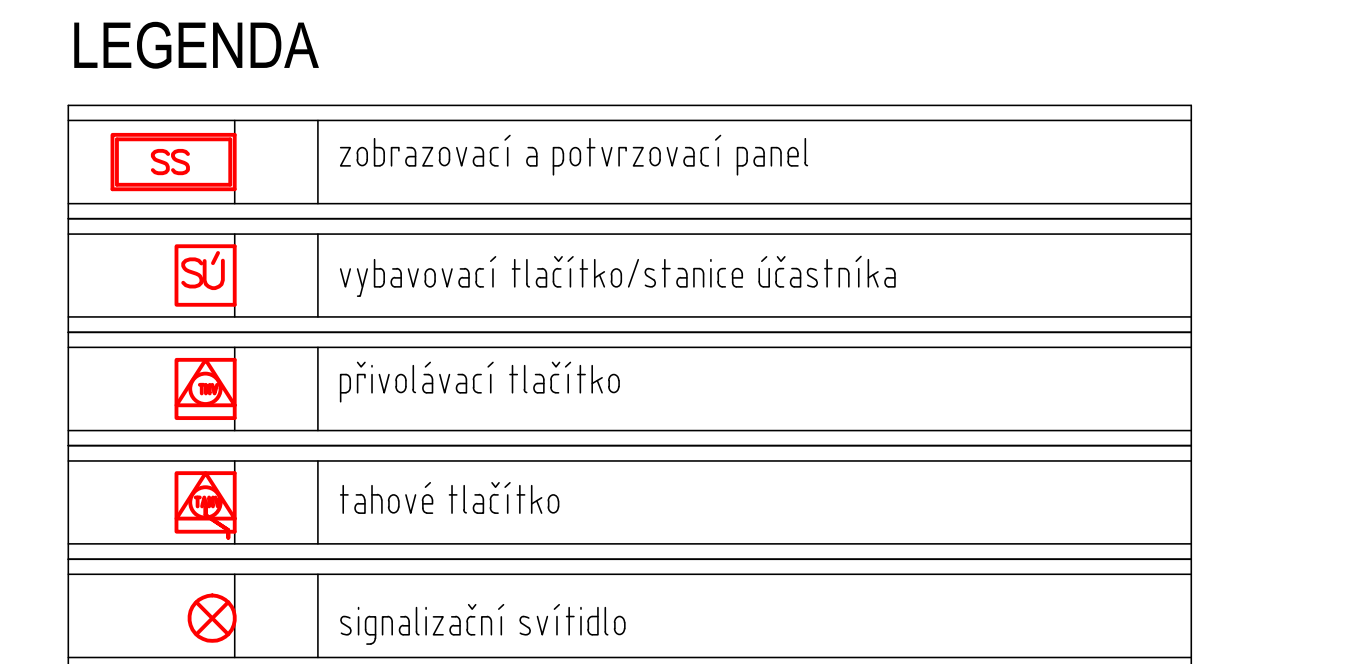 LEGENDA
SS zobrazovací a potvrzovací panel
SÚ vybavovací tlačítko/stanice účastníka
přivolávací tlačítko
tahové tlačítko
signalizační svítidlo